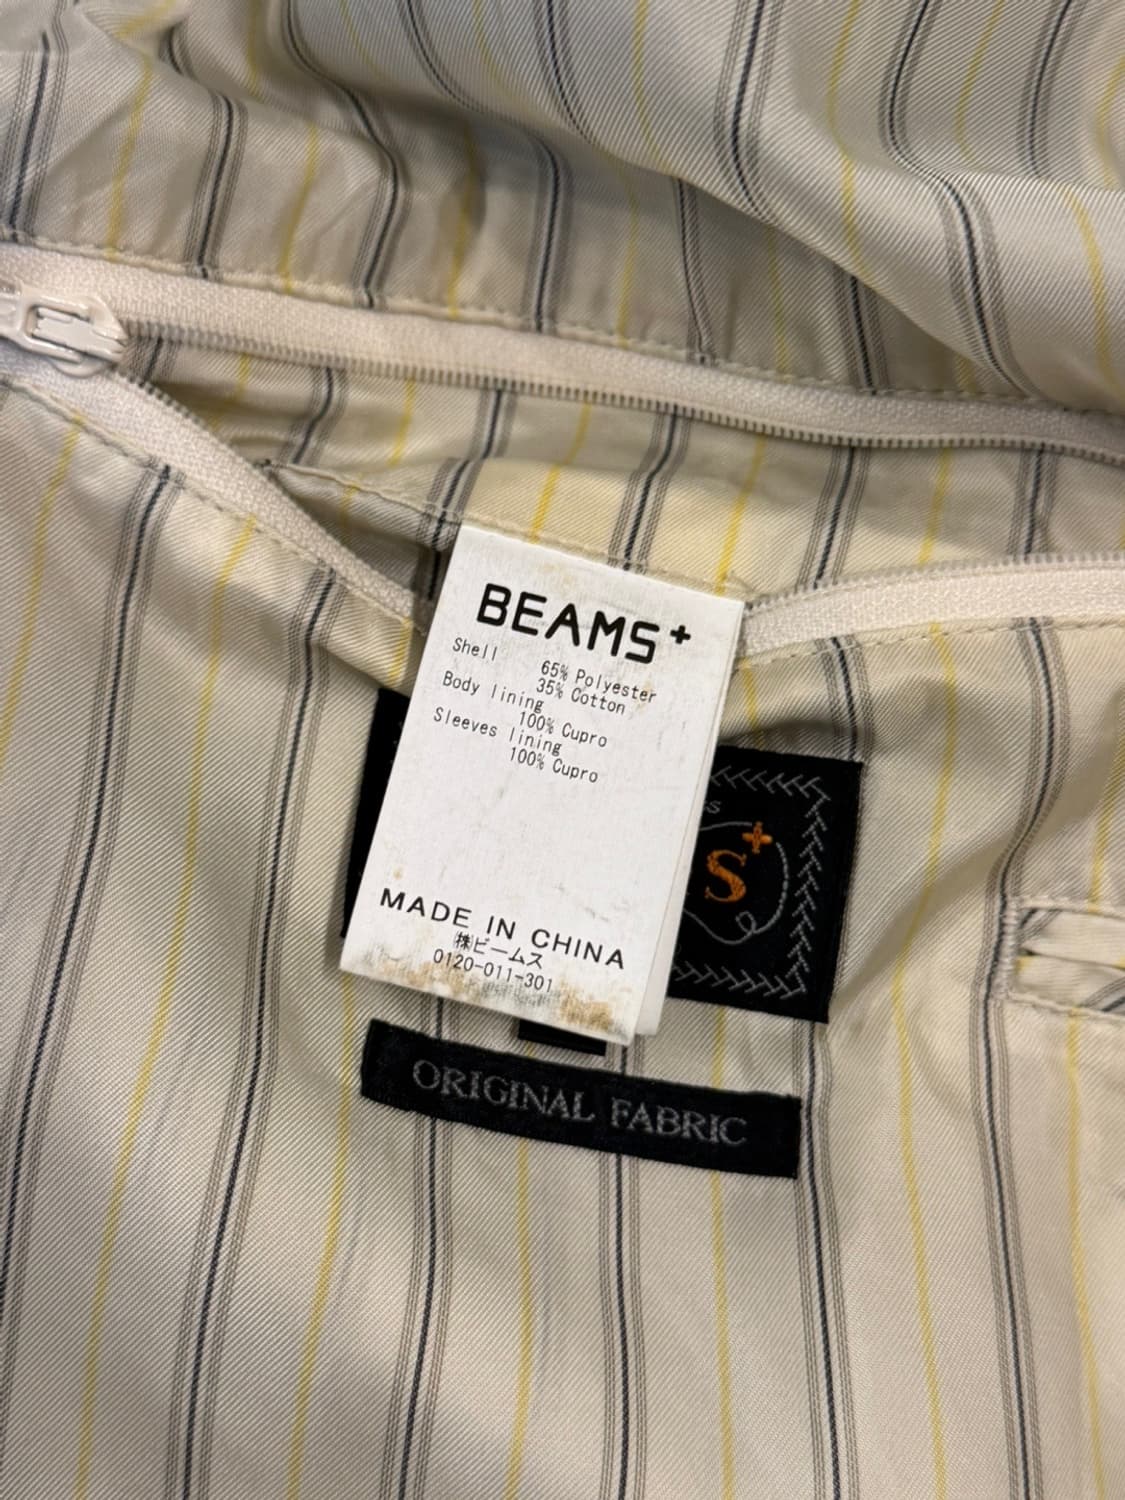 BEAMS+
Shell 65% Polyester
35% Cotton
Body lining
100% Cupro
Sleeves lining
100% Cupro
MADE IN CHINA
㈱ビームス
0120-011-301
S+
ORIGINAL FABRIC